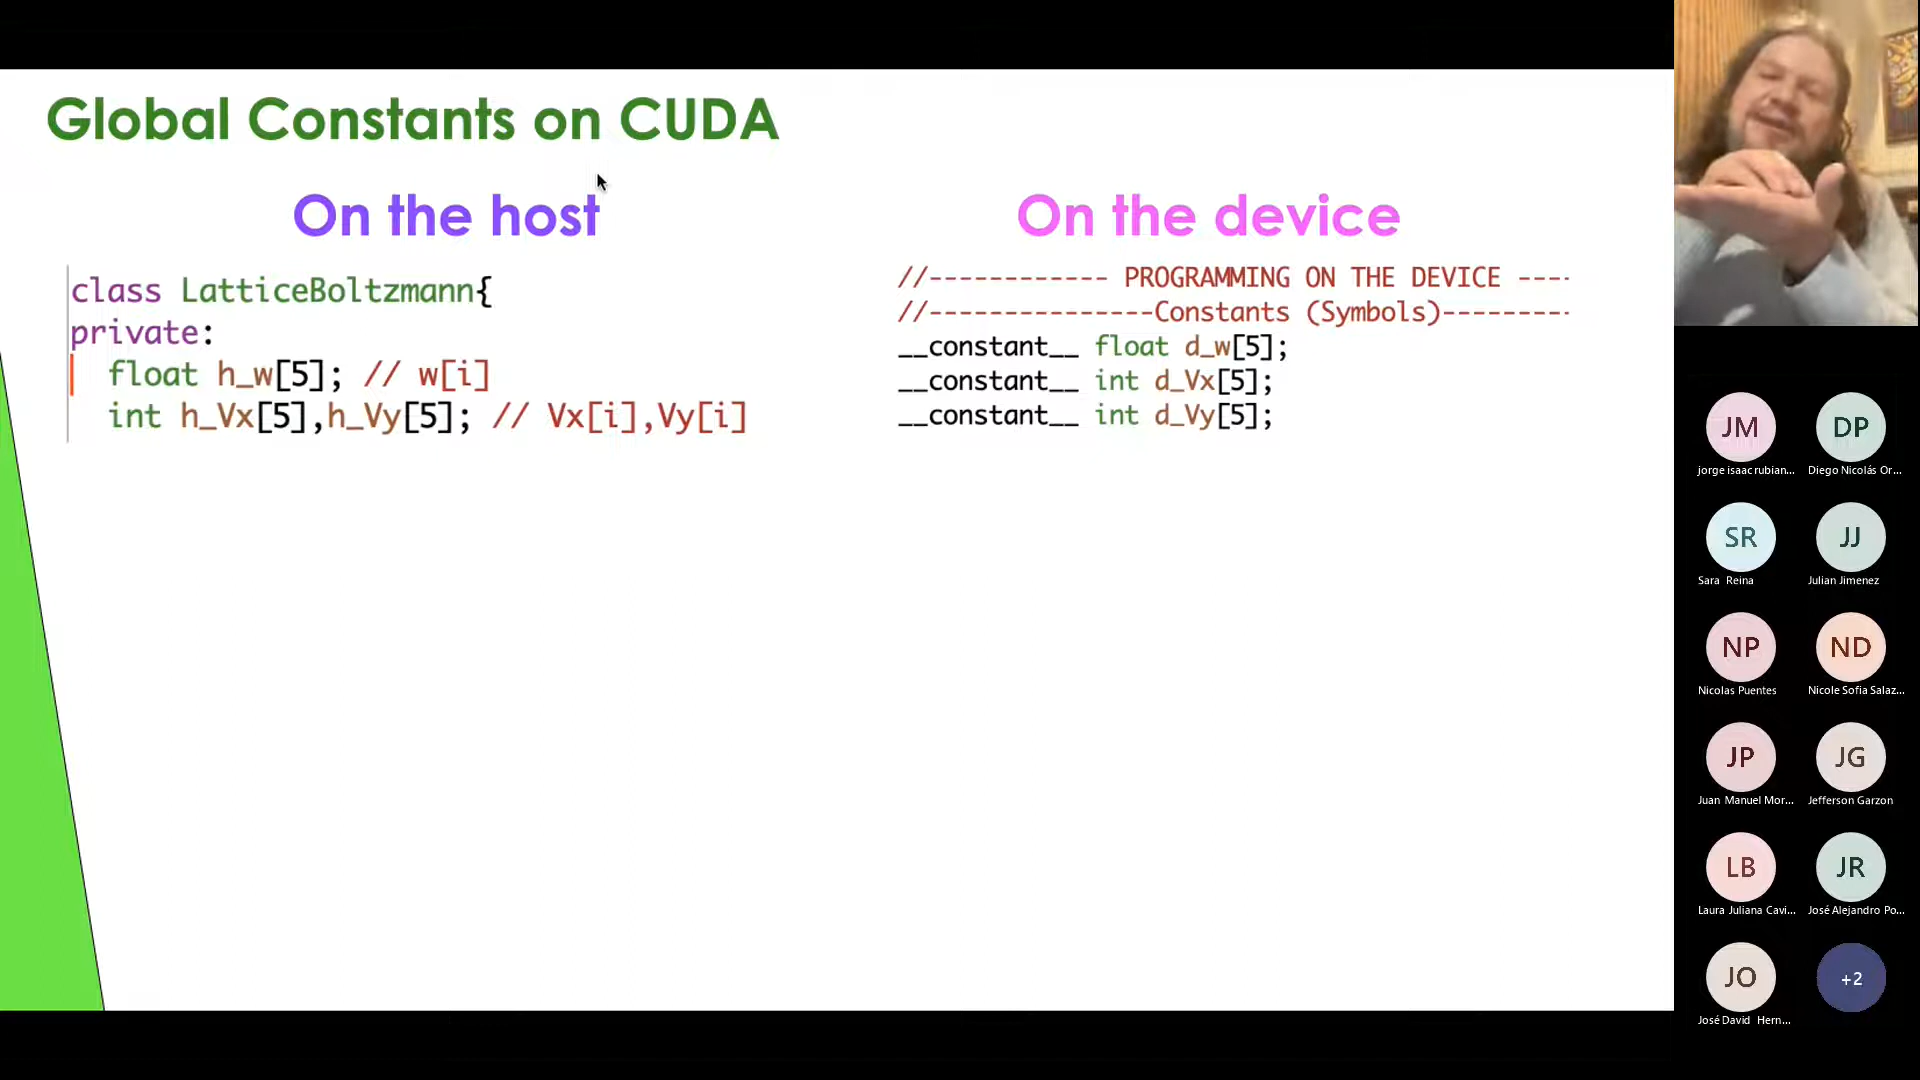 Global Constants on CUDA
On the host
class LatticeBoltzmann{
private:
float h_w[5]; // w[i]
int h_Vx[5],h_Vy[5]; // Vx[i],Vy[i]
On the device
//------------ PROGRAMMING ON THE DEVICE ----
//---------------Constants (Symbols)---------
__constant__ float d_w[5];
__constant__ int d_Vx[5];
__constant__ int d_Vy[5];
JM
jorge isaac rubian...
DP
Diego Nicolás Or...
SR
Sara Reina
JJ
Julian Jimenez
NP
Nicolas Puentes
ND
Nicole Sofia Salaz...
JP
Juan Manuel Mor...
JG
Jefferson Garzon
LB
Laura Juliana Cavi...
JR
José Alejandro Po...
JO
José David Hern...
+2